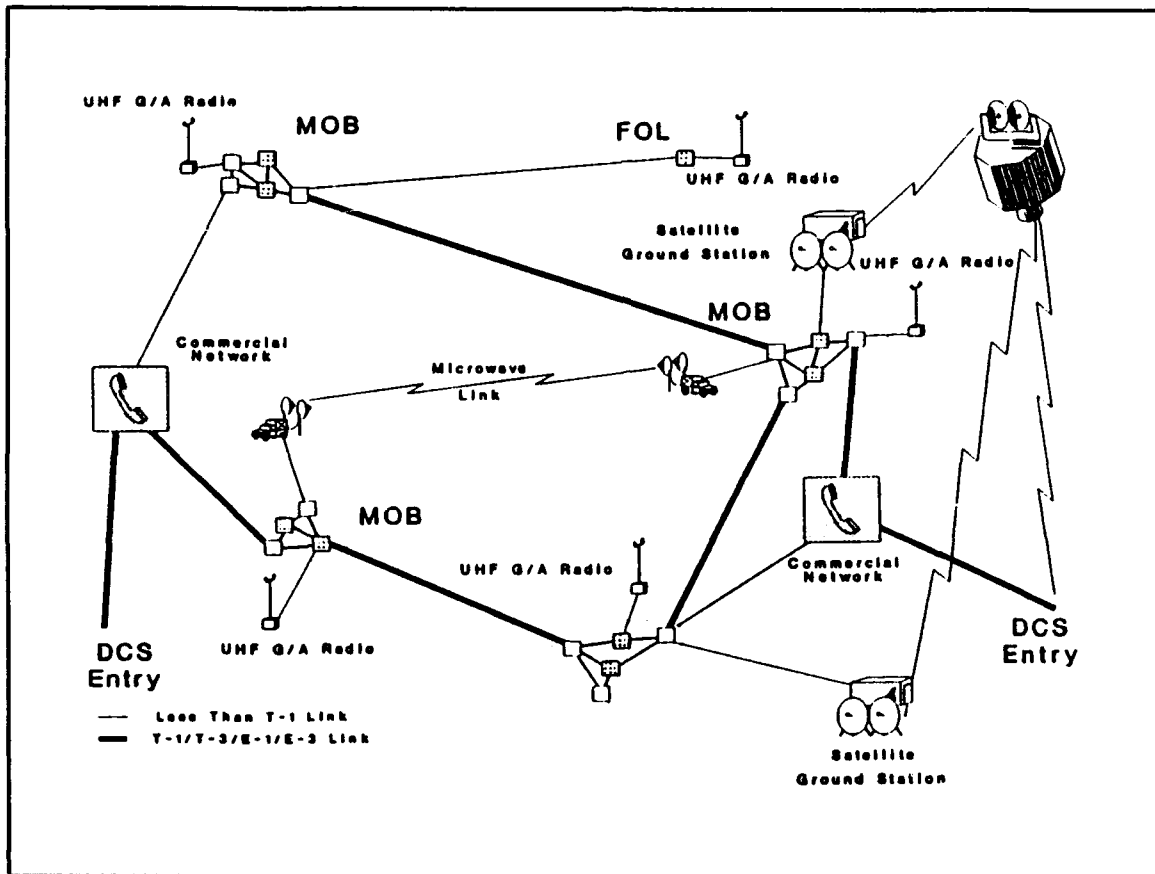 UHF G/A Radio
MOB
FOL
UHF G/A Radio
Satellite
Ground Station
UHF G/A Radio
MOB
Commercial
Network
Microwave
Link
MOB
UHF G/A Radio
Commercial
Network
UHF G/A Radio
DCS
Entry
DCS
Entry
Less Than T-1 Link
T-1/T-3/E-1/E-3 Link
Satellite
Ground Station